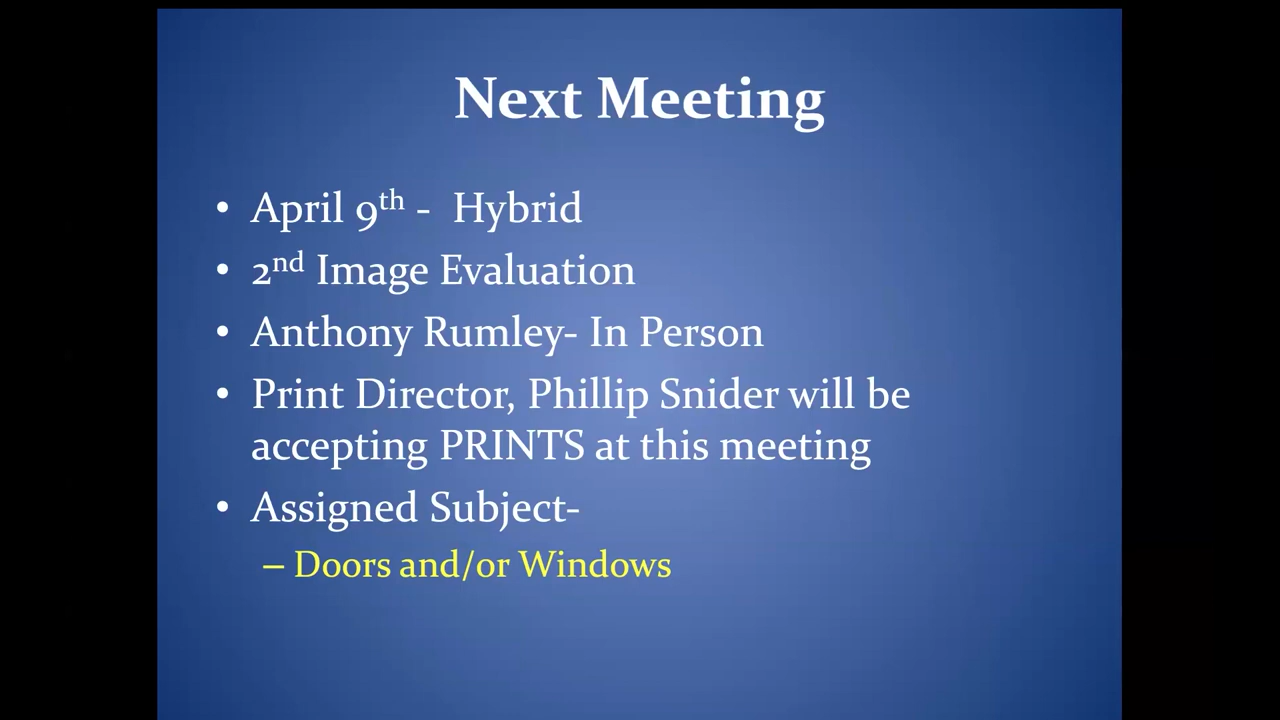 Next Meeting
• April 9th - Hybrid
• 2nd Image Evaluation
• Anthony Rumley- In Person
• Print Director, Phillip Snider will be
accepting PRINTS at this meeting
• Assigned Subject-
– Doors and/or Windows